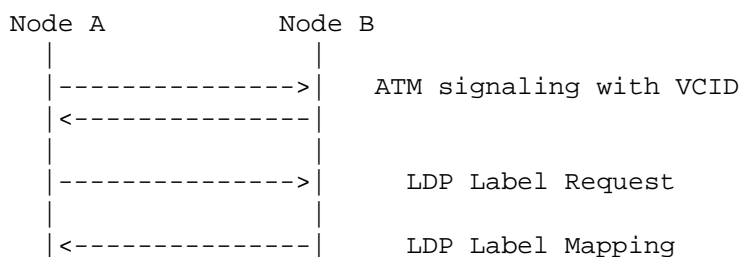 Node A Node B
| |
|--------------->| ATM signaling with VCID
|<---------------|
| |
|--------------->| LDP Label Request
| |
|<---------------| LDP Label Mapping